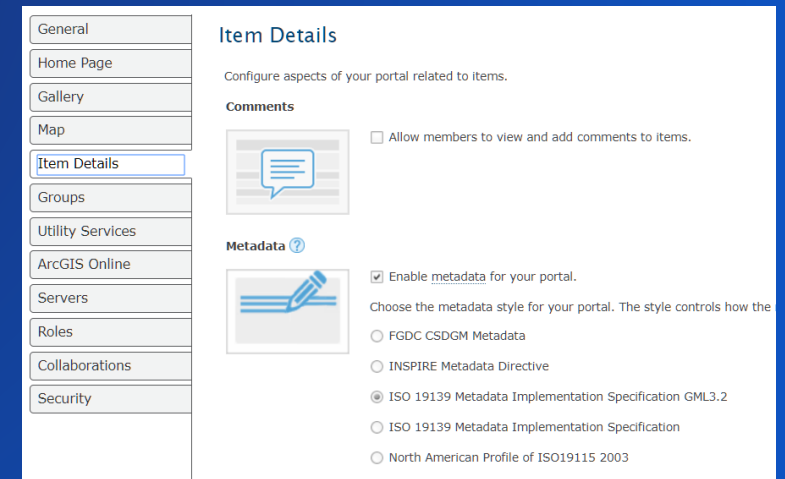 General
Home Page
Gallery
Map
Item Details
Groups
Utility Services
ArcGIS Online
Servers
Roles
Collaborations
Security
Item Details
Configure aspects of your portal related to items.
Comments
Allow members to view and add comments to items.
Metadata ?
Enable metadata for your portal.
Choose the metadata style for your portal. The style controls how the
FGDC CSDGM Metadata
INSPIRE Metadata Directive
ISO 19139 Metadata Implementation Specification GML3.2
ISO 19139 Metadata Implementation Specification
North American Profile of ISO19115 2003